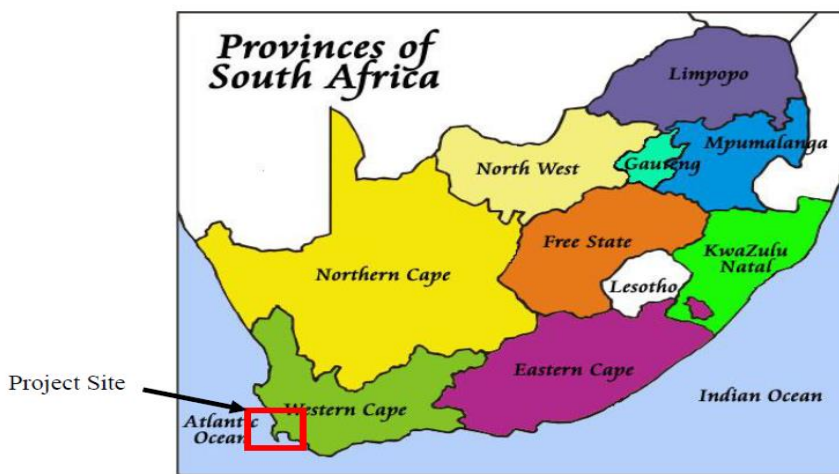 Provinces of
South Africa
Limpopo
Mpumalanga
North West
Gauteng
Free State
KwaZulu
Natal
Northern Cape
Lesotho
Eastern Cape
Project Site
Western Cape
Indian Ocean
Atlantic
Ocean